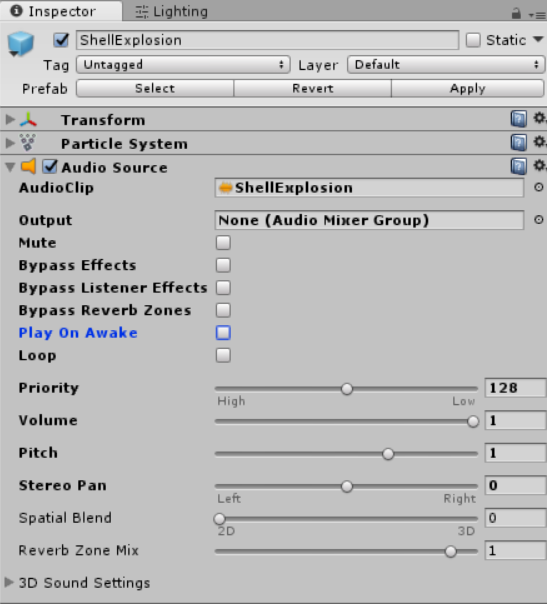 Inspector Lighting
ShellExplosion Static
Tag Untagged Layer Default
Prefab Select Revert Apply
Transform
Particle System
Audio Source
AudioClip ShellExplosion
Output None (Audio Mixer Group)
Mute
Bypass Effects
Bypass Listener Effects
Bypass Reverb Zones
Play On Awake
Loop
Priority 128
High Low
Volume 1
Pitch 1
Stereo Pan 0
Left Right
Spatial Blend 0
2D 3D
Reverb Zone Mix 1
3D Sound Settings